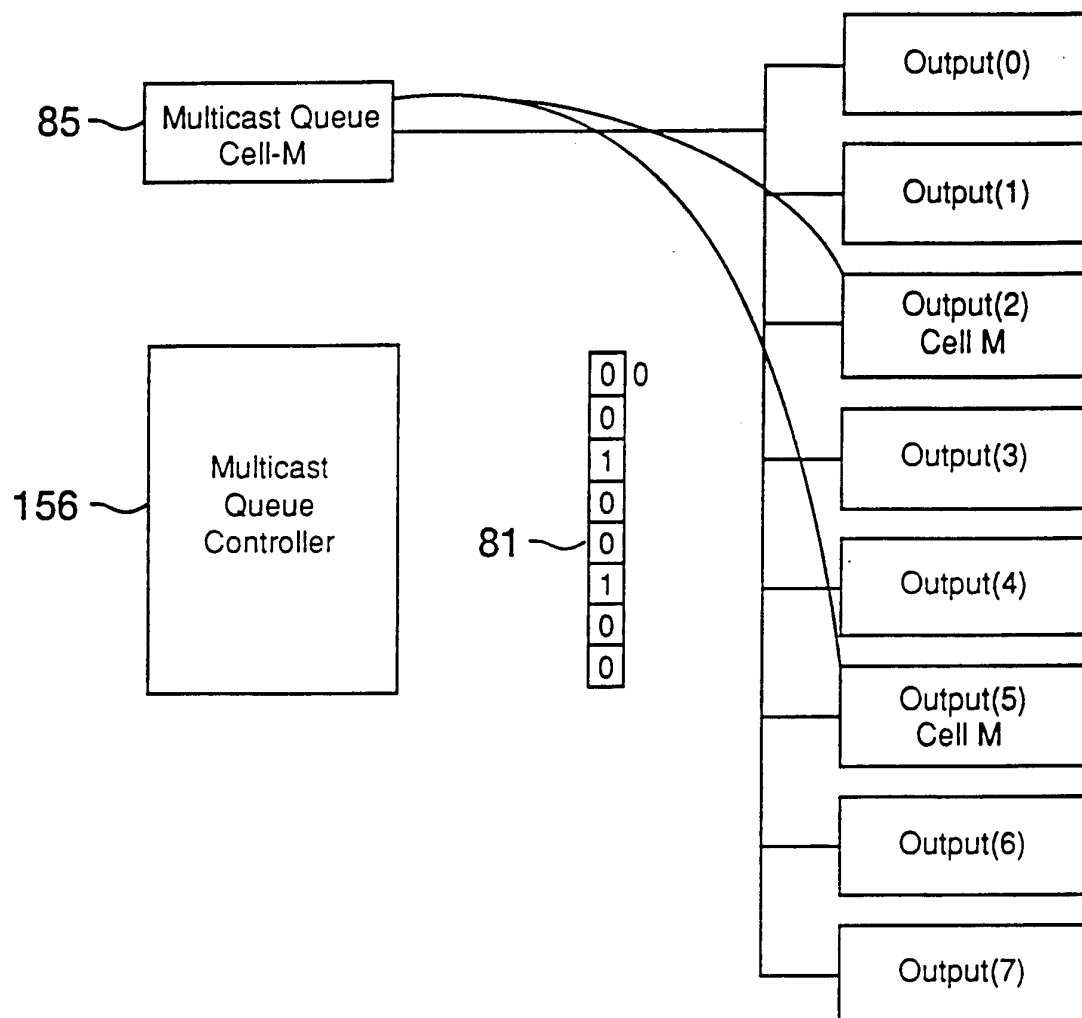 85
Multicast Queue
Cell-M
156
Multicast
Queue
Controller
81
0 0
0
1
0
0
1
0
0
Output(0)
Output(1)
Output(2)
Cell M
Output(3)
Output(4)
Output(5)
Cell M
Output(6)
Output(7)